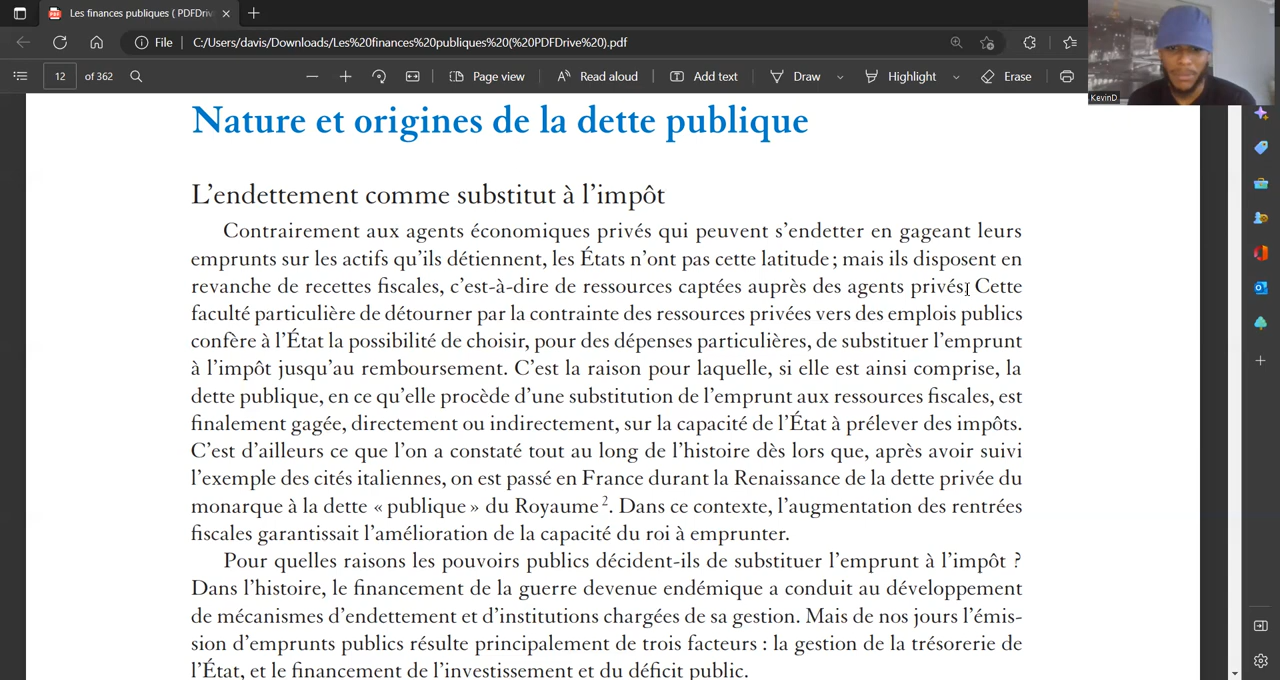 Les finances publiques ( PDFDriv
File
C:/Users/davis/Downloads/Les%20finances%20publiques%20(%20PDFDrive%20).pdf
12 of 362
Page view
Read aloud
Add text
Draw
Highlight
Erase
KevinD
Nature et origines de la dette publique
L'endettement comme substitut à l'impôt
Contrairement aux agents économiques privés qui peuvent s'endetter en gageant leurs
emprunts sur les actifs qu'ils détiennent, les États n'ont pas cette latitude ; mais ils disposent en
revanche de recettes fiscales, c'est-à-dire de ressources captées auprès des agents privés. Cette
faculté particulière de détourner par la contrainte des ressources privées vers des emplois publics
confère à l'État la possibilité de choisir, pour des dépenses particulières, de substituer l'emprunt
à l'impôt jusqu'au remboursement. C'est la raison pour laquelle, si elle est ainsi comprise, la
dette publique, en ce qu'elle procède d'une substitution de l'emprunt aux ressources fiscales, est
finalement gagée, directement ou indirectement, sur la capacité de l'État à prélever des impôts.
C'est d'ailleurs ce que l'on a constaté tout au long de l'histoire dès lors que, après avoir suivi
l'exemple des cités italiennes, on est passé en France durant la Renaissance de la dette privée du
monarque à la dette « publique » du Royaume 2. Dans ce contexte, l'augmentation des rentrées
fiscales garantissait l'amélioration de la capacité du roi à emprunter.
Pour quelles raisons les pouvoirs publics décident-ils de substituer l'emprunt à l'impôt ?
Dans l'histoire, le financement de la guerre devenue endémique a conduit au développement
de mécanismes d'endettement et d'institutions chargées de sa gestion. Mais de nos jours l'émis-
sion d'emprunts publics résulte principalement de trois facteurs : la gestion de la trésorerie de
l'État, et le financement de l'investissement et du déficit public.